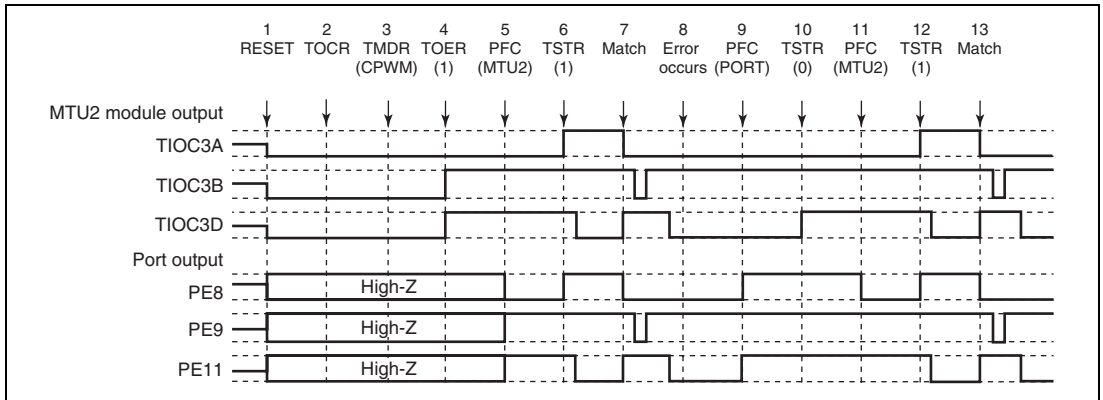 1 2 3 4 5 6 7 8 9 10 11 12 13
RESET TOCR TMDR TOER PFC TSTR Match Error PFC TSTR PFC TSTR Match
(CPWM) (1) (MTU2) (1) occurs (PORT) (0) (MTU2) (1)
MTU2 module output
TIOC3A
TIOC3B
TIOC3D
Port output
PE8 High-Z
PE9 High-Z
PE11 High-Z